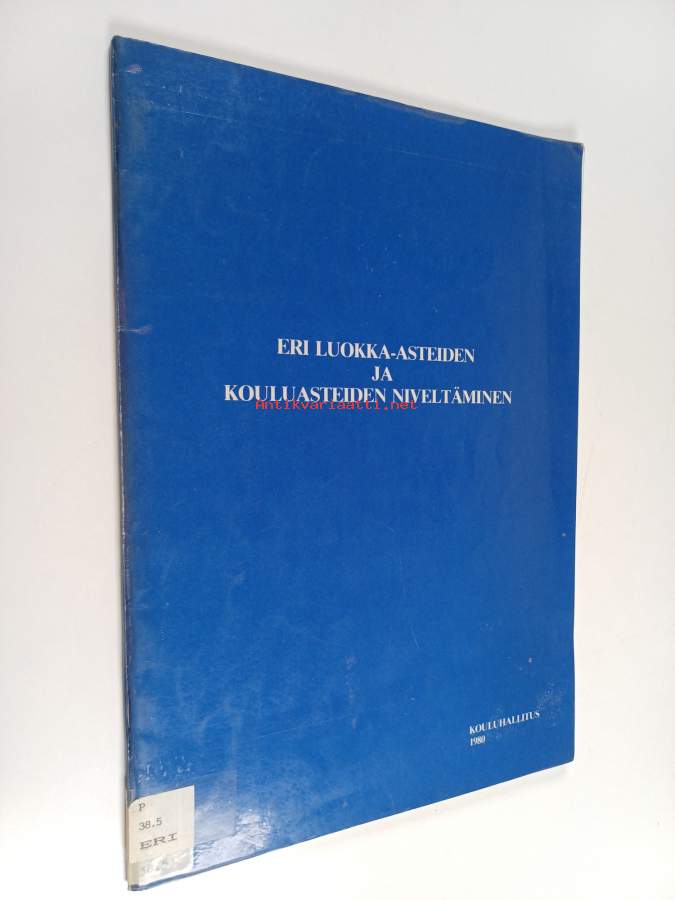 ERI LUOKKA-ASTEIDEN
JA
KOULUASTEIDEN NIVELTÄMINEN
Antikvariaatti.net
KOULUHALLITUS
1980
P
38.5
ERI